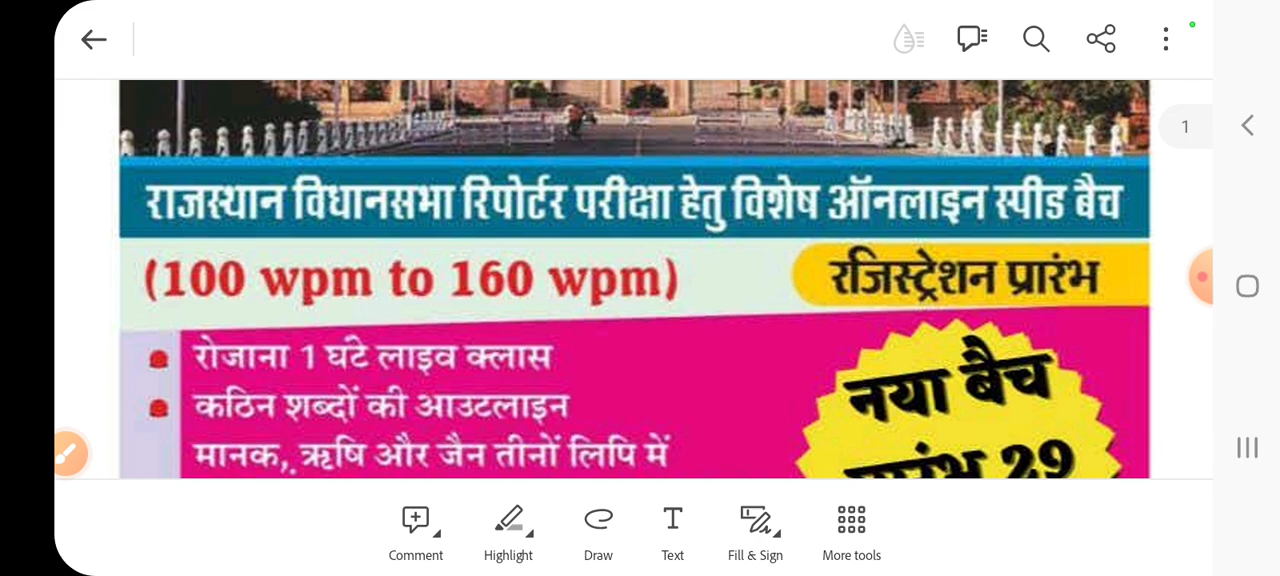 1
राजस्थान विधानसभा रिपोर्टर परीक्षा हेतु विशेष ऑनलाइन स्पीड बैच
(100 wpm to 160 wpm)
रजिस्ट्रेशन प्रारंभ
रोजाना 1 घंटे लाइव क्लास
कठिन शब्दों की आउटलाइन
मानक, ऋषि और जैन तीनों लिपि में
नया बैच
प्रारंभ 29
Comment
Highlight
Draw
Text
Fill & Sign
More tools